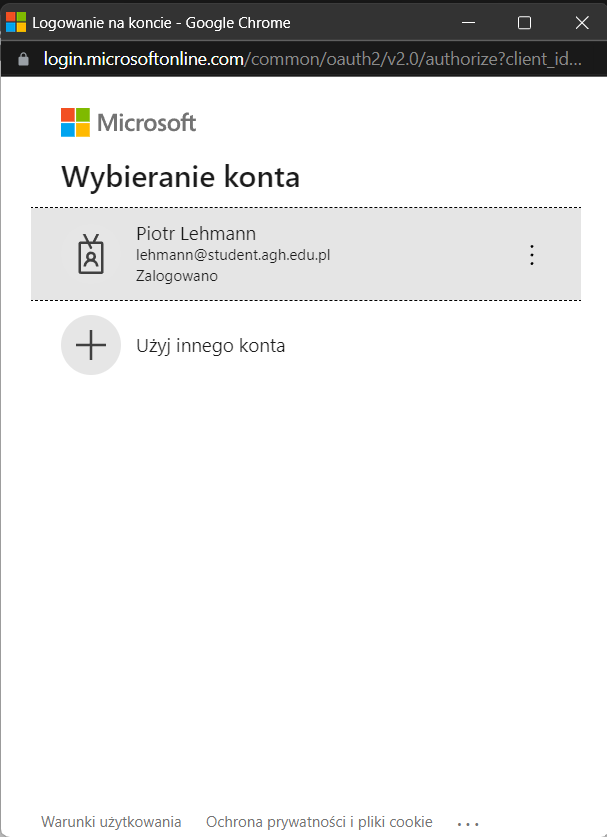 Logowanie na koncie - Google Chrome
login.microsoftonline.com/common/oauth2/v2.0/authorize?client_id...
Microsoft
Wybieranie konta
Piotr Lehmann
lehmann@student.agh.edu.pl
Zalogowano
Użyj innego konta
Warunki użytkowania Ochrona prywatności i pliki cookie ...